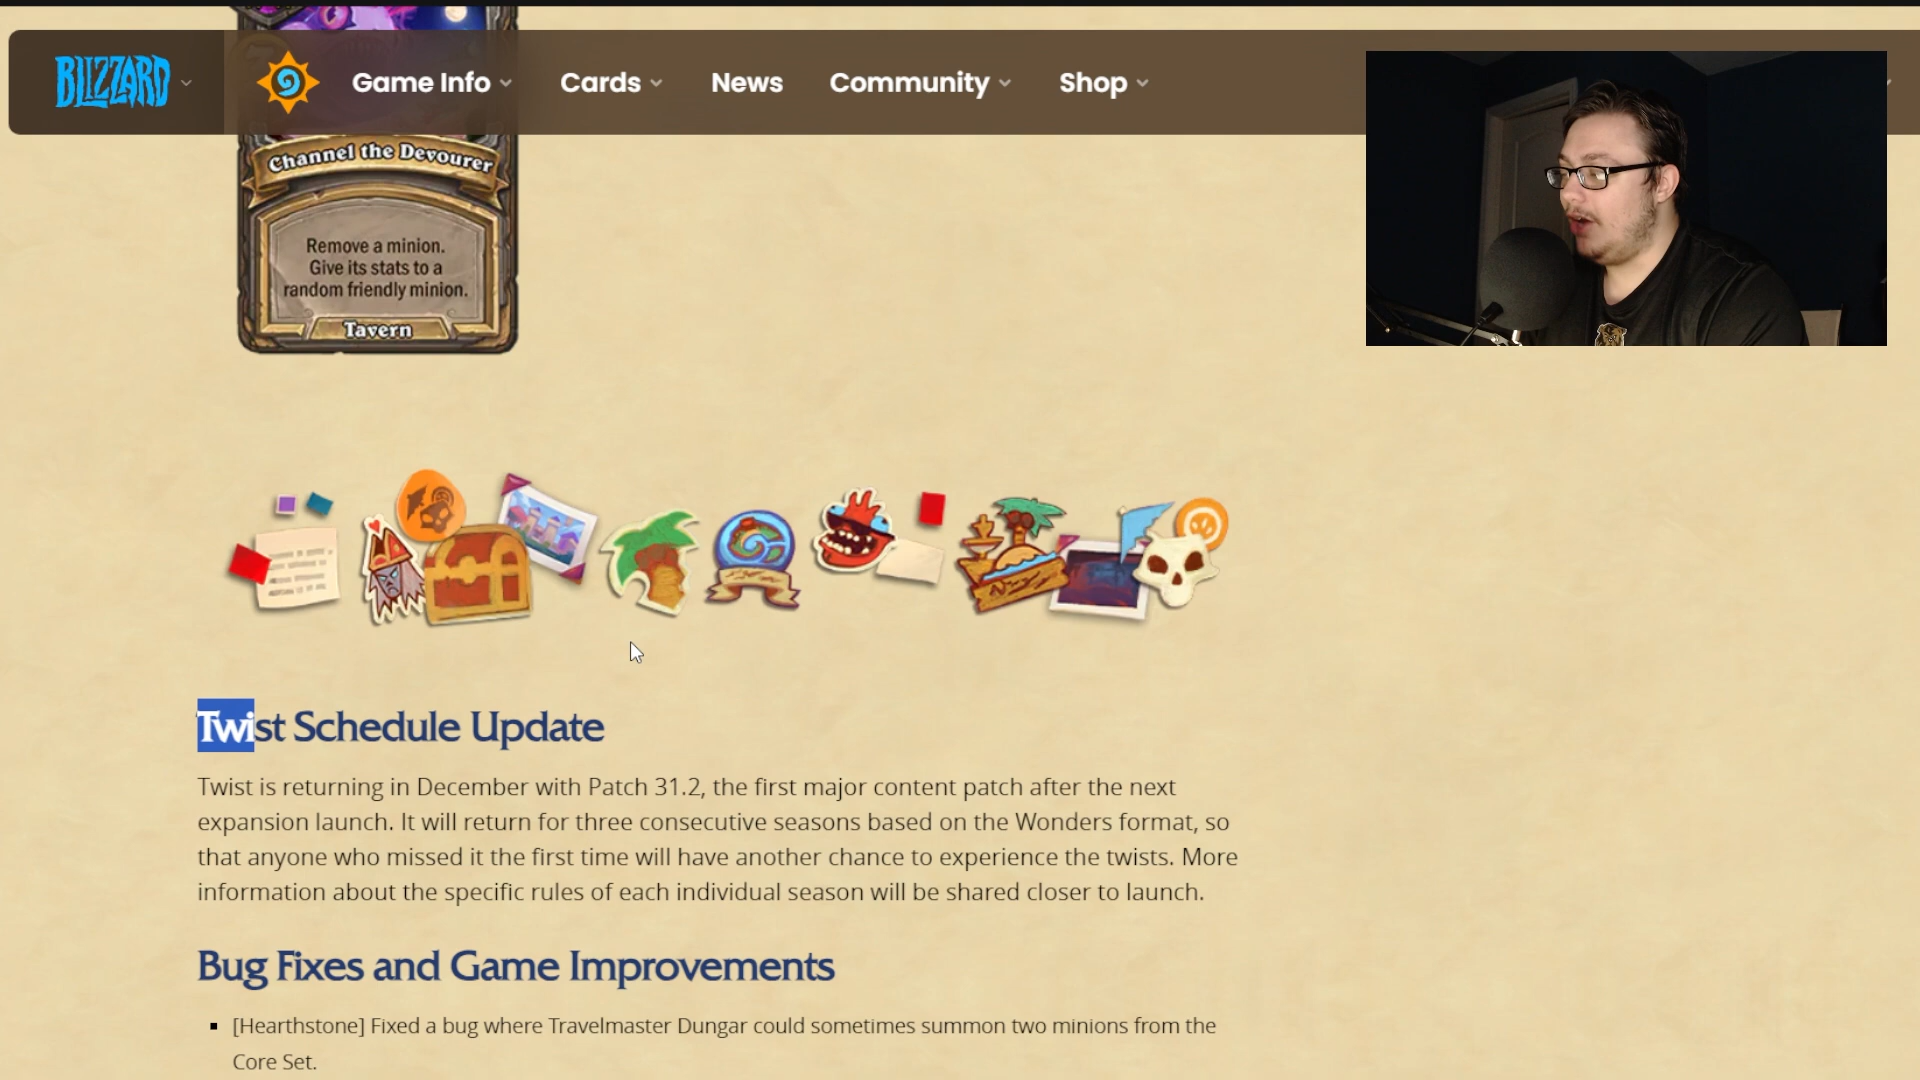 BLIZZARD
Game Info
Cards
News
Community
Shop
Channel the Devourer
Remove a minion.
Give its stats to a
random friendly minion.
Tavern
Twist Schedule Update
Twist is returning in December with Patch 31.2, the first major content patch after the next
expansion launch. It will return for three consecutive seasons based on the Wonders format, so
that anyone who missed it the first time will have another chance to experience the twists. More
information about the specific rules of each individual season will be shared closer to launch.
Bug Fixes and Game Improvements
[Hearthstone] Fixed a bug where Travelmaster Dungar could sometimes summon two minions from the
Core Set.